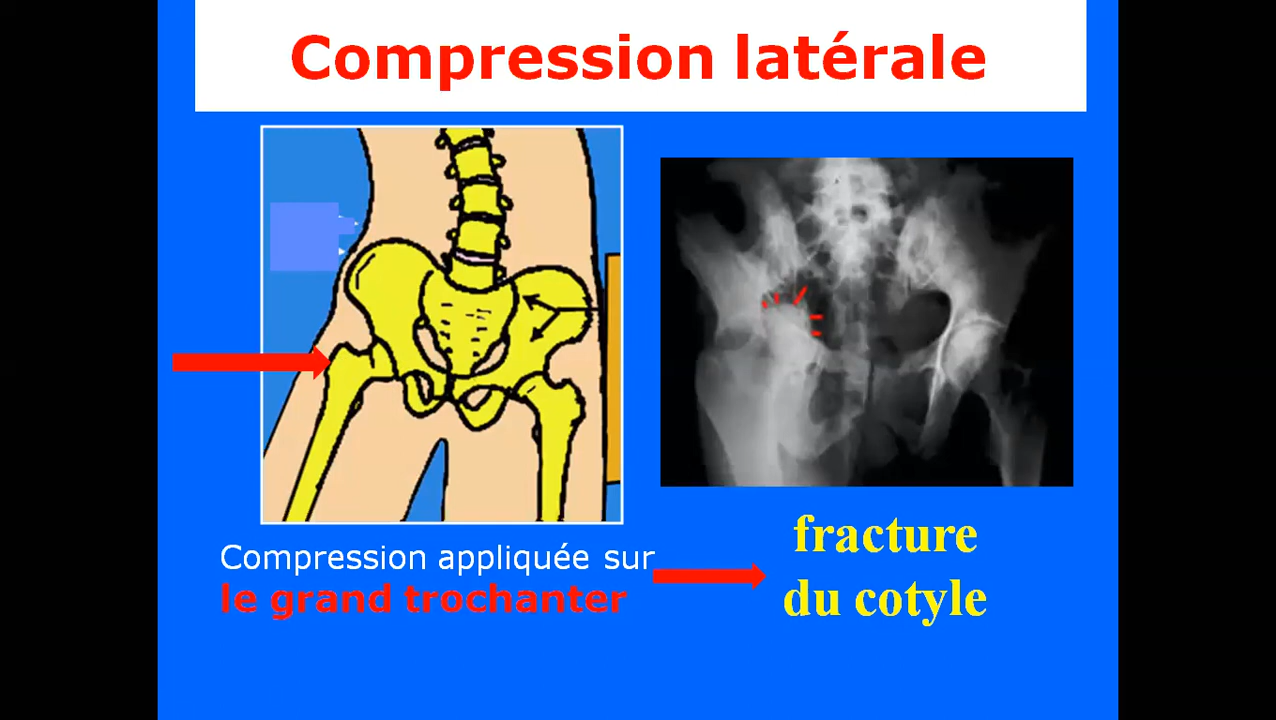 Compression latérale
Compression appliquée sur
le grand trochanter
fracture
du cotyle